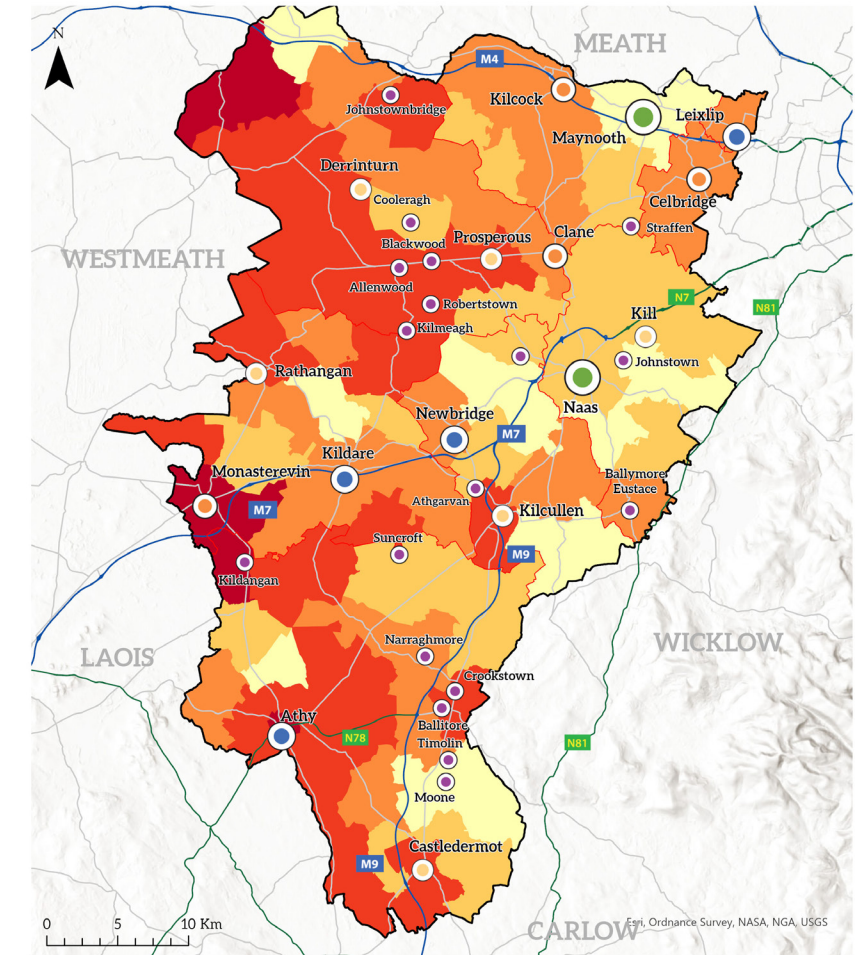 N
MEATH
M4
Kilcock
Johnstownbridge
Leixlip
Maynooth
Derrinturn
Celbridge
Cooleragh
Straffen
Clane
Prosperous
Blackwood
WESTMEATH
Allenwood
N7
Robertstown
N81
Kill
Kilmeagh
Johnstown
Rathangan
Naas
Newbridge
M7
Kildare
Monasterevin
Ballymore
Eustace
Athgarvan
M7
Kilcullen
Suncroft
M9
Kildangan
Narraghmore
WICKLOW
LAOIS
Crookstown
Athy
Ballitore
N78
Timolin
N81
Moone
Castledermot
M9
0 5 10 Km
CARLOW
Esri, Ordnance Survey, NASA, NGA, USGS